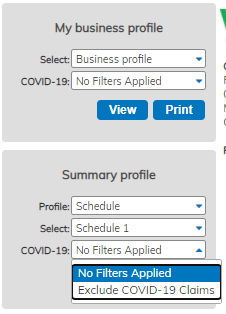 My business profile
Select: Business profile
COVID-19: No Filters Applied
View Print
Summary profile
Profile: Schedule
Select: Schedule 1
COVID-19: No Filters Applied
No Filters Applied
Exclude COVID-19 Claims